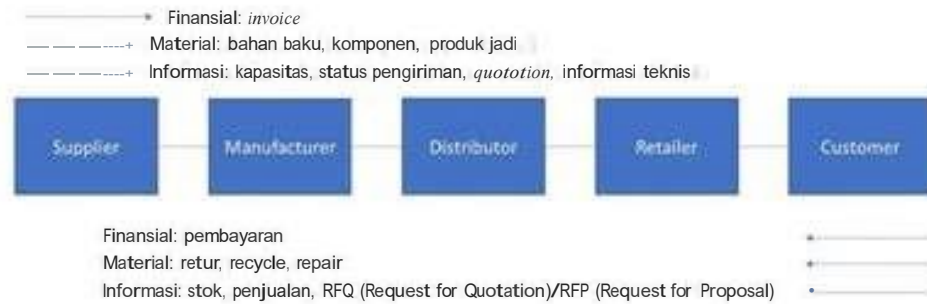 Finansial: invoice
Material: bahan baku, komponen, produk jadi
Informasi: kapasitas, status pengiriman, quototion, informasi teknis
Supplier
Manufacturer
Distributor
Retailer
Customer
Finansial: pembayaran
Material: retur, recycle, repair
Informasi: stok, penjualan, RFQ (Request for Quotation)/RFP (Request for Proposal)